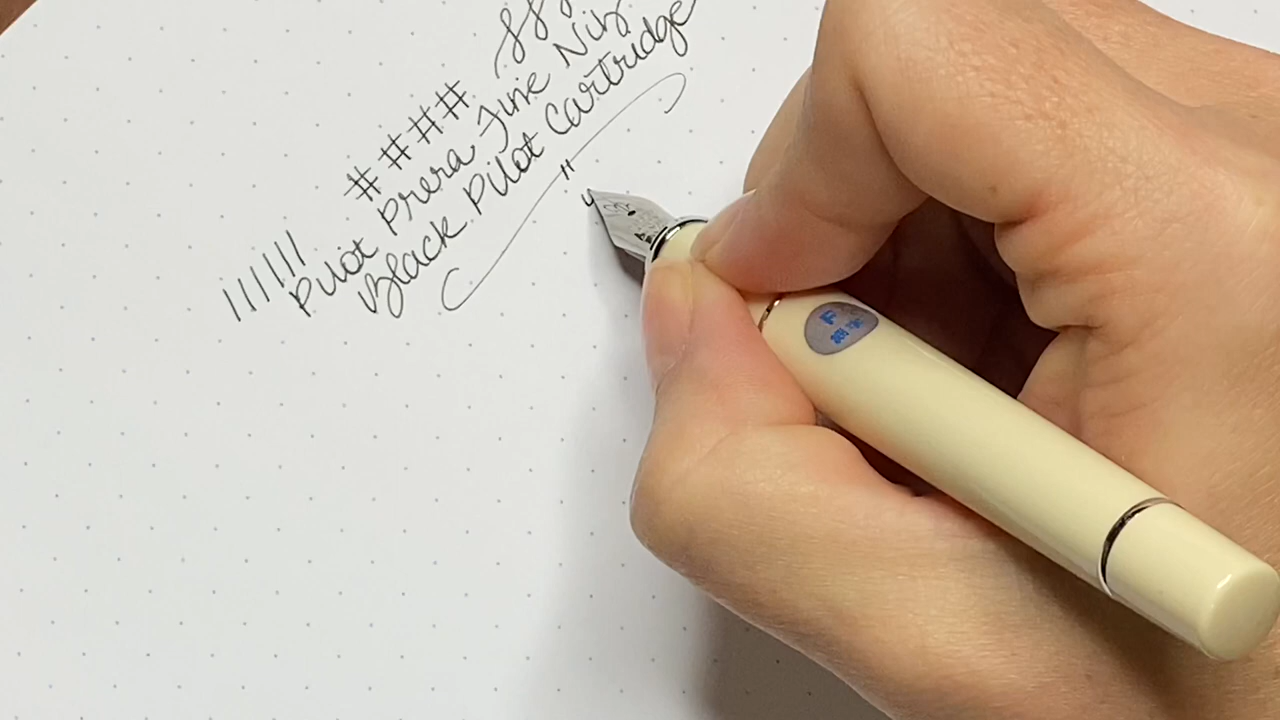 ####
Pilot Prera Fine Nib
Black Pilot Cartridge
"
F